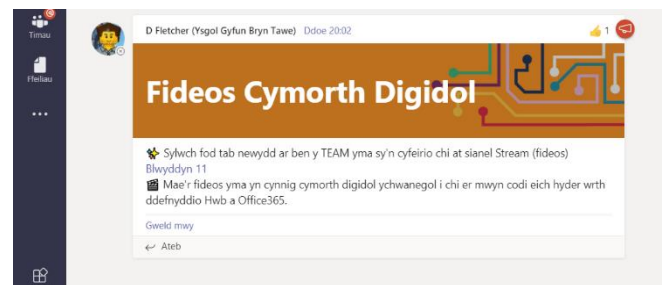 Timau
Ffeiliau
D Fletcher (Ysgol Gyfun Bryn Tawe) Ddoe 20:02
1
Fideos Cymorth Digidol
Sylwch fod tab newydd ar ben y TEAM yma sy'n cyfeirio chi at sianel Stream (fideos)
Blwyddyn 11
Mae'r fideos yma yn cynnig cymorth digidol ychwanegol i chi er mwyn codi eich hyder wrth
ddefnyddio Hwb a Office365.
Gweld mwy
Ateb